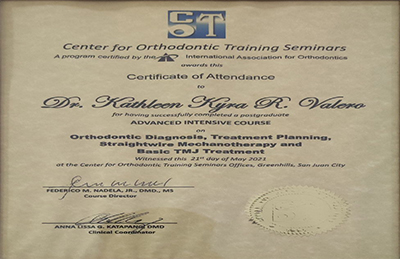 COTS
Center for Orthodontic Training Seminars
A program certified by the International Association for Orthodontics
awards this
Certificate of Attendance
to
Dr. Kathleen Kyra R. Valero
for having successfully completed a postgraduate
ADVANCED INTENSIVE COURSE
on
Orthodontic Diagnosis, Treatment Planning,
Straightwire Mechanotherapy and
Basic TMJ Treatment
Witnessed this 21st day of May 2021
at the Center for Orthodontic Training Seminars Offices, Greenhills, San Juan City
FEDERICO M. NADELA, JR., DMD., MS
Course Director
ANNA LISSA G. KATAPANIK DMD
Clinical Coordinator